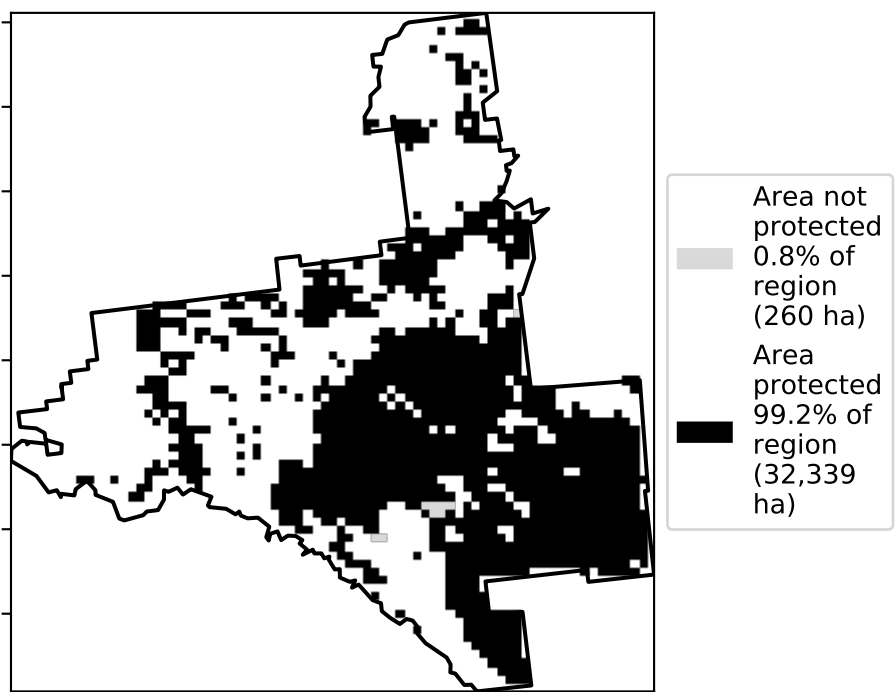 Area not
protected
0.8% of
region
(260 ha)
Area
protected
99.2% of
region
(32,339
ha)